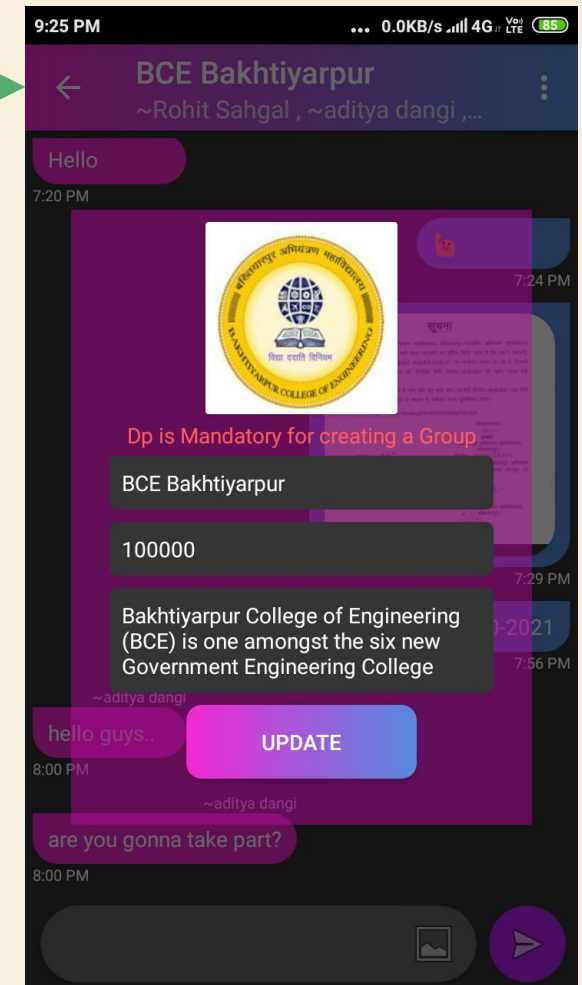 9:25 PM
... 0.0KB/s 4G Vo) LTE 85
BCE Bakhtiyarpur
~Rohit Sahgal , ~aditya dangi ,...
Hello
7:20 PM
7:24 PM
बख्तियारपुर अभियंत्रण महाविद्यालय
विद्या ददाति विनियम
BAKHTIYARPUR COLLEGE OF ENGINEERING
सूचना
Dp is Mandatory for creating a Group
BCE Bakhtiyarpur
100000
7:29 PM
Bakhtiyarpur College of Engineering
(BCE) is one amongst the six new
Government Engineering College
-2021
7:56 PM
~aditya dangi
hello guys..
UPDATE
8:00 PM
~aditya dangi
are you gonna take part?
8:00 PM